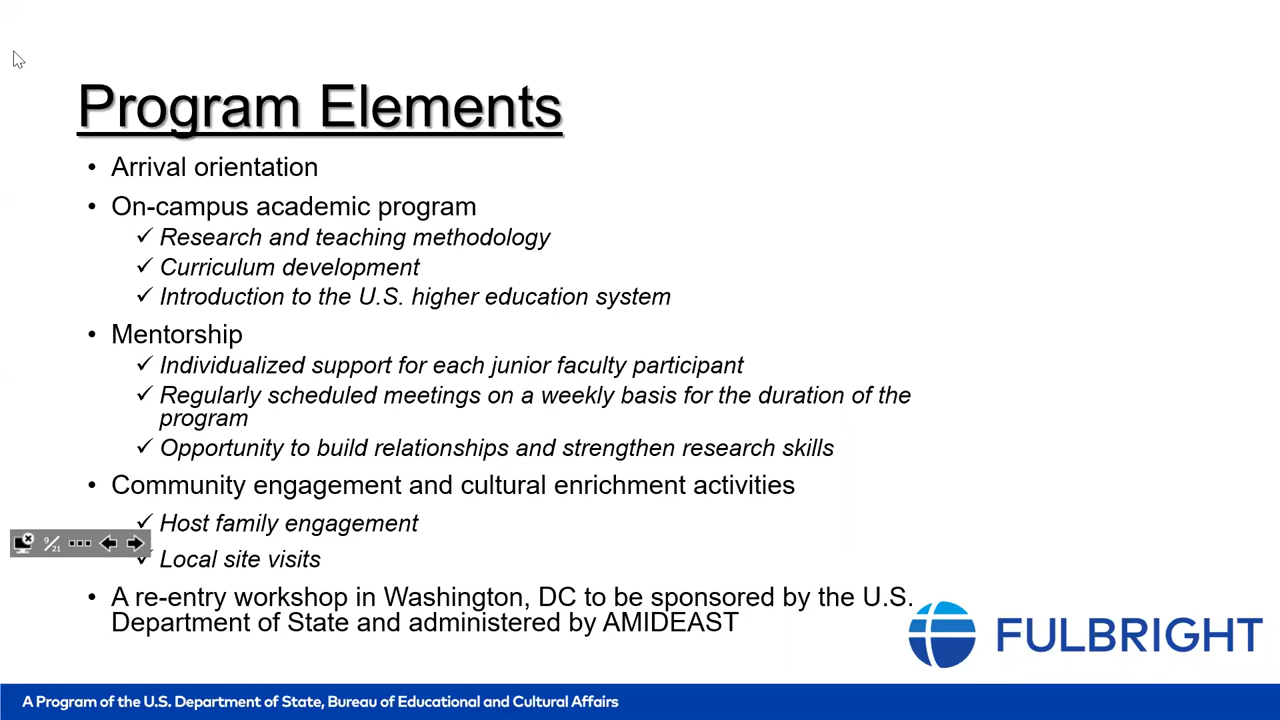 Program Elements
• Arrival orientation
• On-campus academic program
✓ Research and teaching methodology
✓ Curriculum development
✓ Introduction to the U.S. higher education system
• Mentorship
✓ Individualized support for each junior faculty participant
✓ Regularly scheduled meetings on a weekly basis for the duration of the
program
✓ Opportunity to build relationships and strengthen research skills
• Community engagement and cultural enrichment activities
✓ Host family engagement
9/21
✓ Local site visits
• A re-entry workshop in Washington, DC to be sponsored by the U.S.
Department of State and administered by AMIDEAST
FULBRIGHT
A Program of the U.S. Department of State, Bureau of Educational and Cultural Affairs